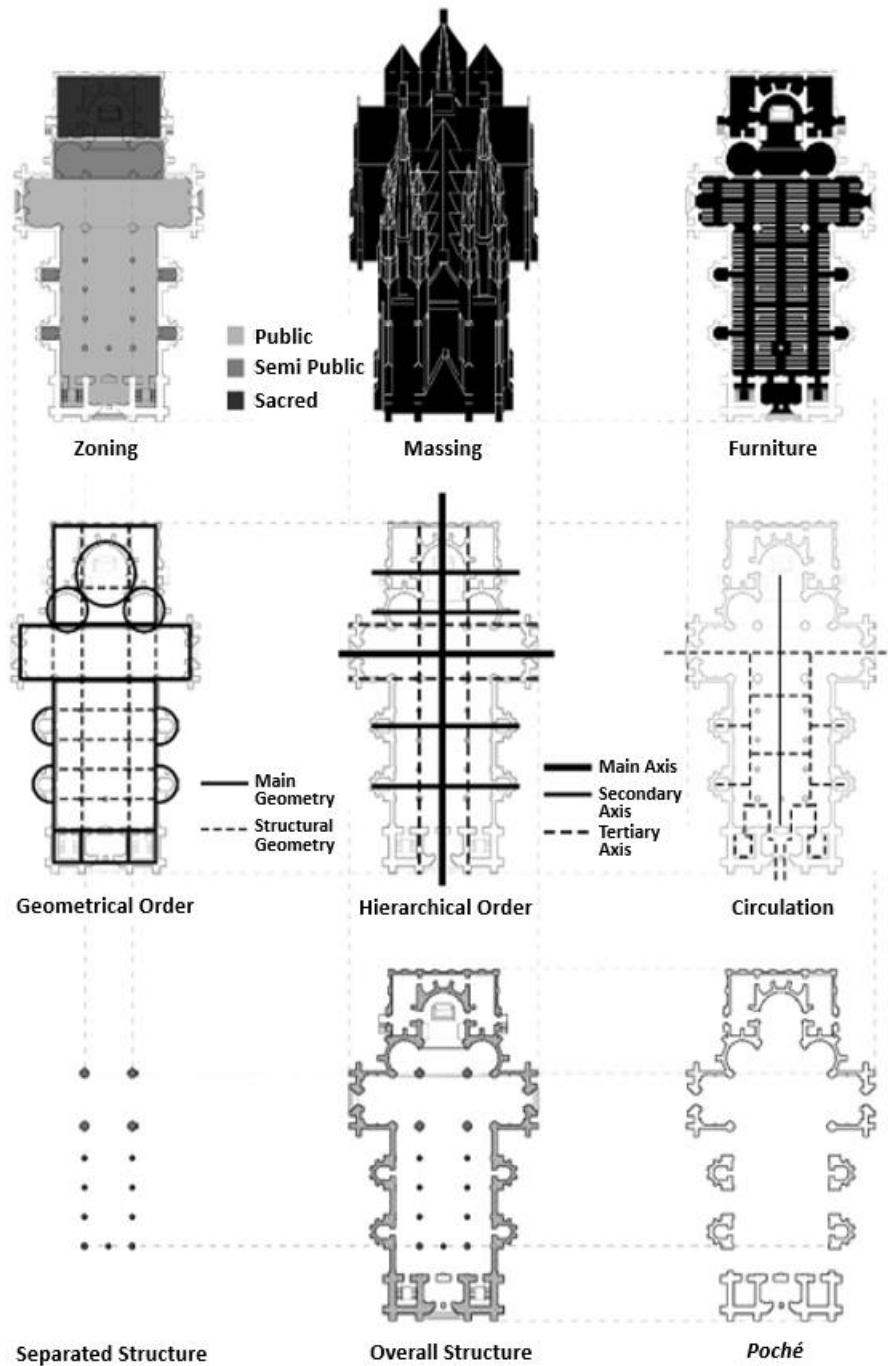 Public
Semi Public
Sacred
Zoning
Massing
Furniture
Main
Geometry
Structural
Geometry
Main Axis
Secondary
Axis
Tertiary
Axis
Geometrical Order
Hierarchical Order
Circulation
Separated Structure
Overall Structure
Poché